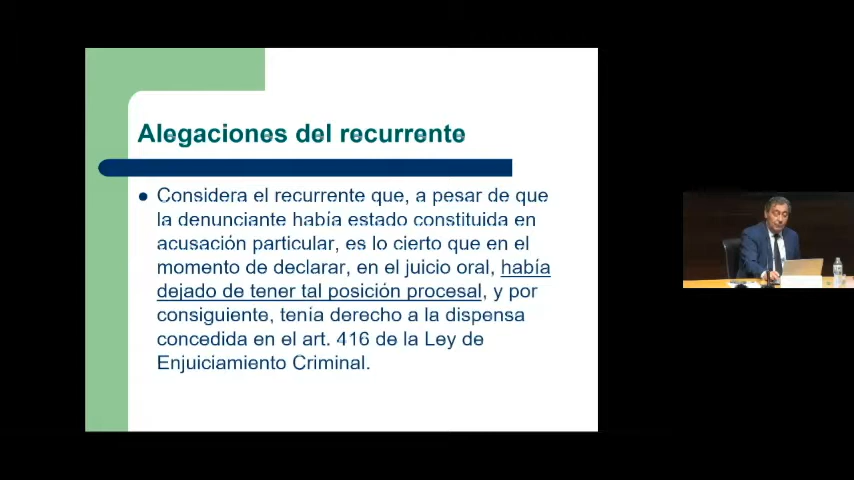 Alegaciones del recurrente
Considera el recurrente que, a pesar de que
la denunciante había estado constituida en
acusación particular, es lo cierto que en el
momento de declarar, en el juicio oral, había
dejado de tener tal posición procesal, y por
consiguiente, tenía derecho a la dispensa
concedida en el art. 416 de la Ley de
Enjuiciamiento Criminal.